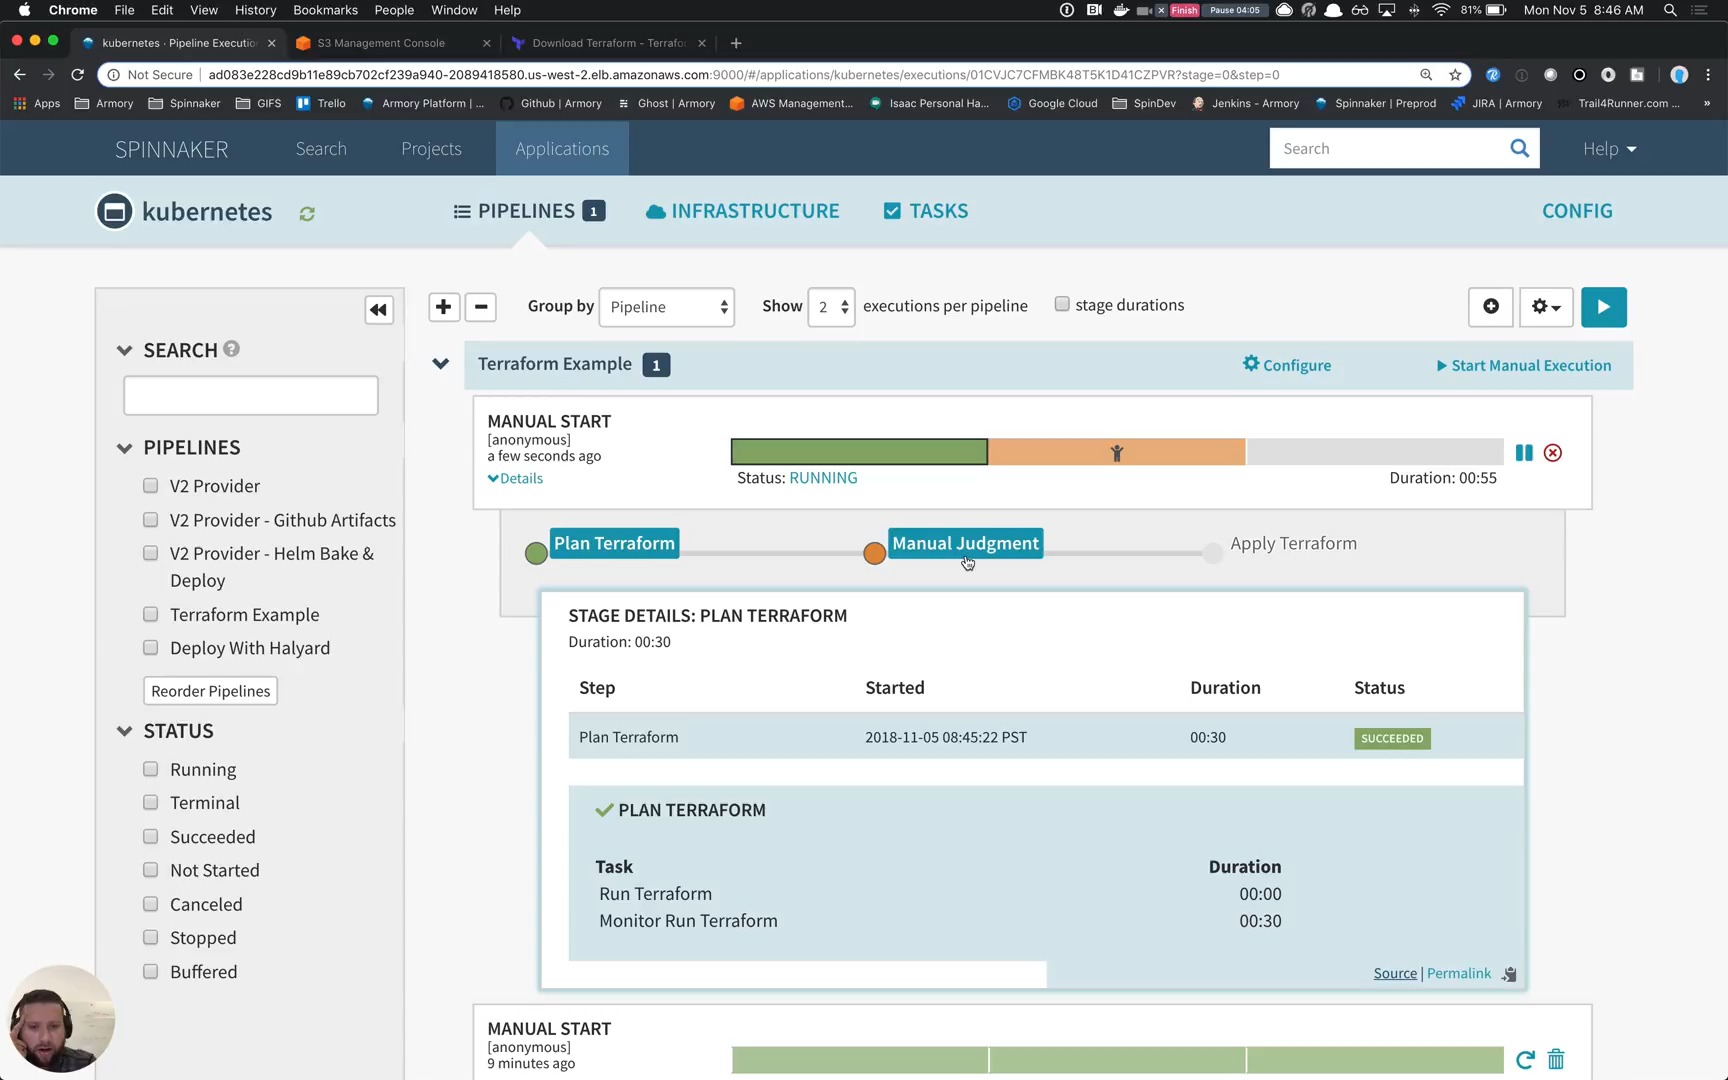 Chrome File Edit View History Bookmarks People Window Help
Finish Pause 04:05 81% Mon Nov 5 8:46 AM
kubernetes · Pipeline Executio
S3 Management Console
Download Terraform - Terrafo
Not Secure ad083e228cd9b11e89cb702cf239a940-2089418580.us-west-2.elb.amazonaws.com:9000/#/applications/kubernetes/executions/01CVJC7CFMBK48T5K1D41CZPVR?stage=0&step=0
Apps Armory Spinnaker GIFS Trello Armory Platform | ... Github | Armory Ghost | Armory AWS Management... Isaac Personal Ha... Google Cloud SpinDev Jenkins - Armory Spinnaker | Preprod JIRA | Armory Trail4Runner.com ... »
SPINNAKER Search Projects Applications
Search
Help
kubernetes
PIPELINES 1
INFRASTRUCTURE
TASKS
CONFIG
Group by Pipeline Show 2 executions per pipeline stage durations
SEARCH
PIPELINES
V2 Provider
V2 Provider - Github Artifacts
V2 Provider - Helm Bake &
Deploy
Terraform Example
Deploy With Halyard
Reorder Pipelines
STATUS
Running
Terminal
Succeeded
Not Started
Canceled
Stopped
Buffered
Terraform Example 1
Configure
Start Manual Execution
MANUAL START
[anonymous]
a few seconds ago
Details
Status: RUNNING
Duration: 00:55
Plan Terraform
Manual Judgment
Apply Terraform
STAGE DETAILS: PLAN TERRAFORM
Duration: 00:30
Step Started Duration Status
Plan Terraform 2018-11-05 08:45:22 PST 00:30 SUCCEEDED
PLAN TERRAFORM
Task Duration
Run Terraform 00:00
Monitor Run Terraform 00:30
Source | Permalink
MANUAL START
[anonymous]
9 minutes ago